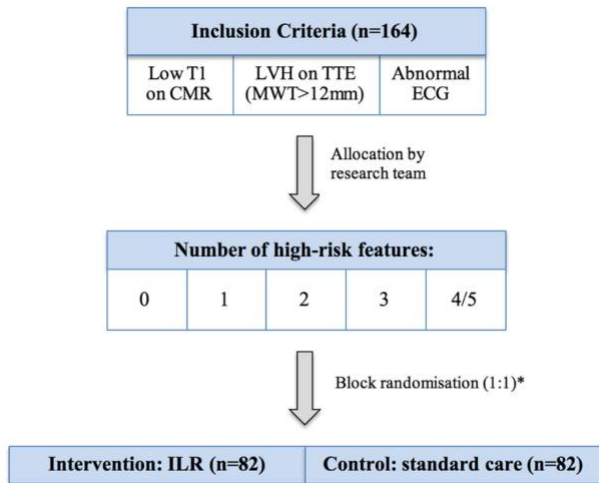 Inclusion Criteria (n=164)
Low T1 on CMR
LVH on TTE (MWT>12mm)
Abnormal ECG
Allocation by
research team
Number of high-risk features:
0 1 2 3 4/5
Block randomisation (1:1)*
Intervention: ILR (n=82) Control: standard care (n=82)